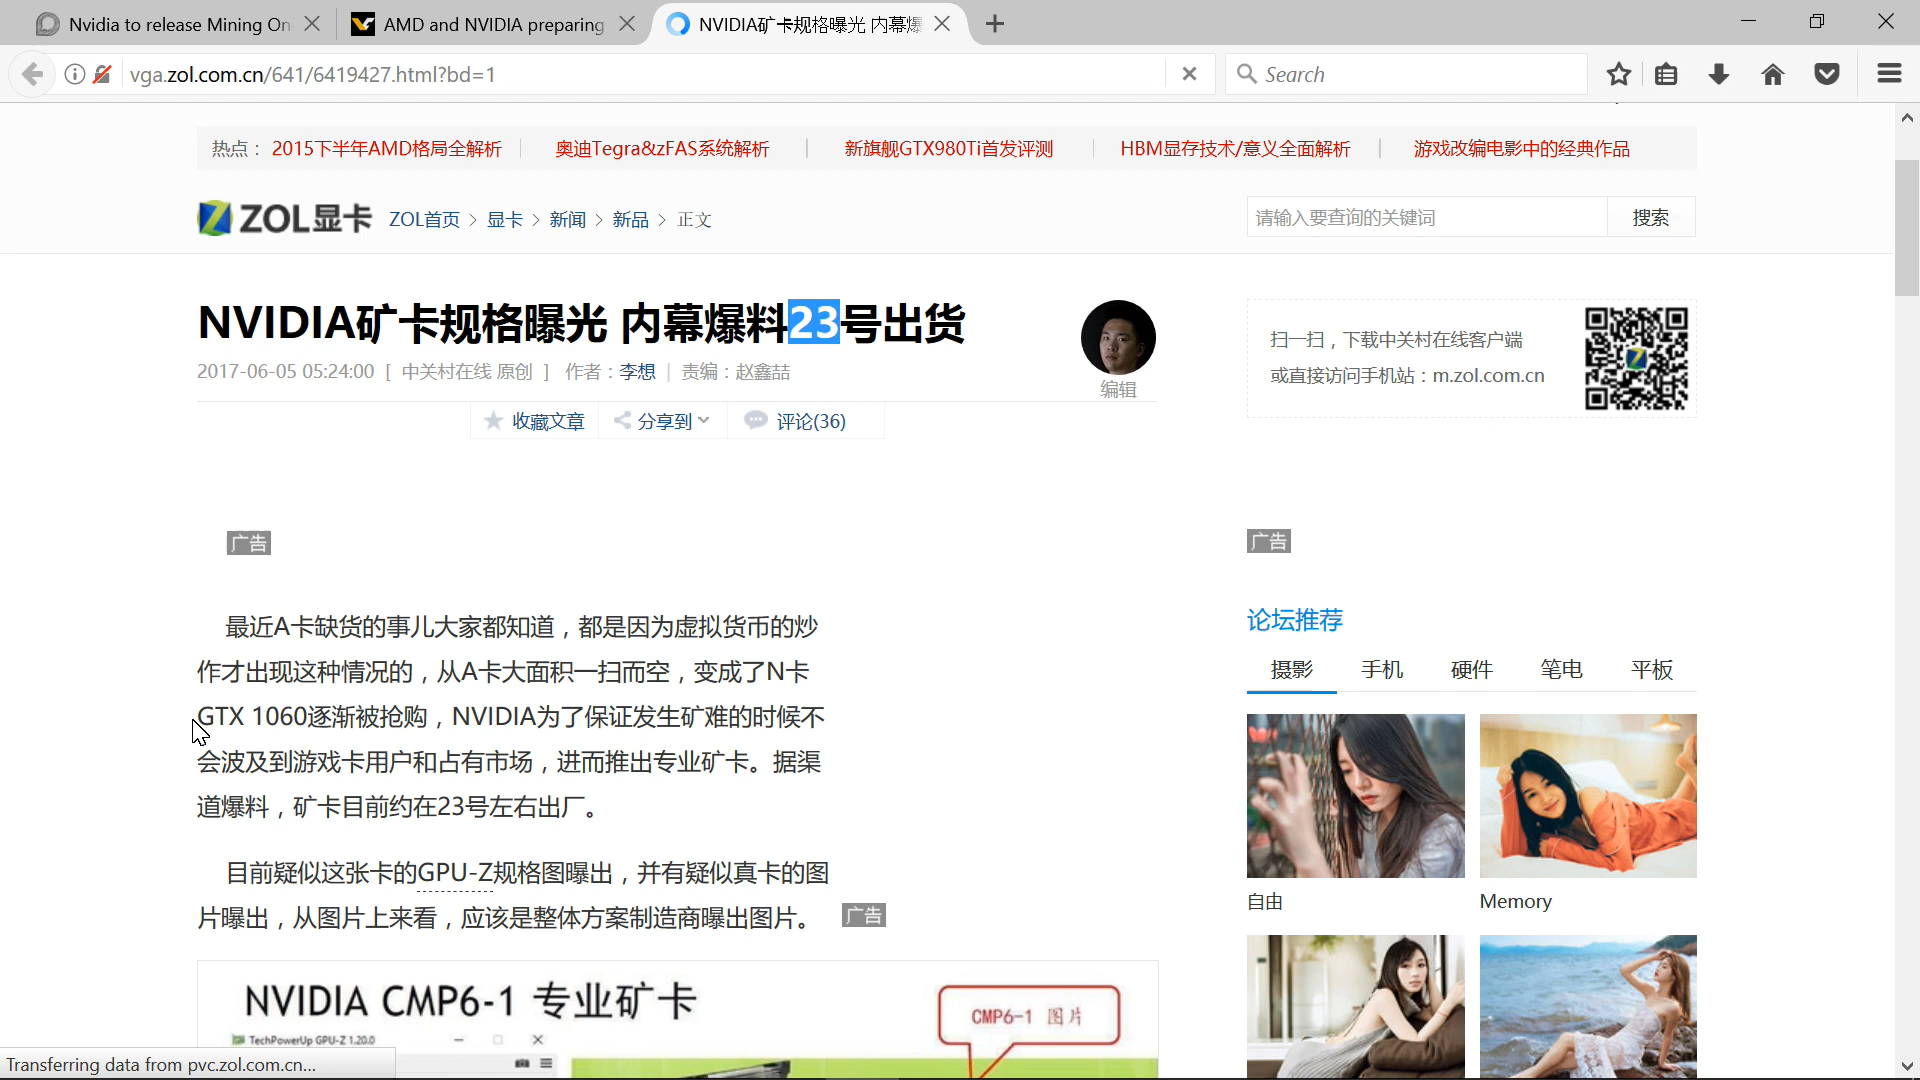 Nvidia to release Mining On
AMD and NVIDIA preparing
NVIDIA矿卡规格曝光 内幕爆
vga.zol.com.cn/641/6419427.html?bd=1
Search
热点： 2015下半年AMD格局全解析 奥迪Tegra&zFAS系统解析 新旗舰GTX980Ti首发评测 HBM显存技术/意义全面解析 游戏改编电影中的经典作品
ZOL显卡 ZOL首页 > 显卡 > 新闻 > 新品 > 正文
请输入要查询的关键词 搜索
NVIDIA矿卡规格曝光 内幕爆料23号出货
2017-06-05 05:24:00 [ 中关村在线 原创 ] 作者：李想 | 责编：赵鑫喆
编辑
扫一扫，下载中关村在线客户端
或直接访问手机站：m.zol.com.cn
收藏文章 分享到 评论(36)
广告
广告
最近A卡缺货的事儿大家都知道，都是因为虚拟货币的炒
作才出现这种情况的，从A卡大面积一扫而空，变成了N卡
GTX 1060逐渐被抢购，NVIDIA为了保证发生矿难的时候不
会波及到游戏卡用户和占有市场，进而推出专业矿卡。据渠
道爆料，矿卡目前约在23号左右出厂。
目前疑似这张卡的GPU-Z规格图曝出，并有疑似真卡的图
片曝出，从图片上来看，应该是整体方案制造商曝出图片。
广告
NVIDIA CMP6-1 专业矿卡
CMP6-1 图片
TechPowerUp GPU-Z 1.20.0
论坛推荐
摄影 手机 硬件 笔电 平板
自由
Memory
Transferring data from pvc.zol.com.cn...